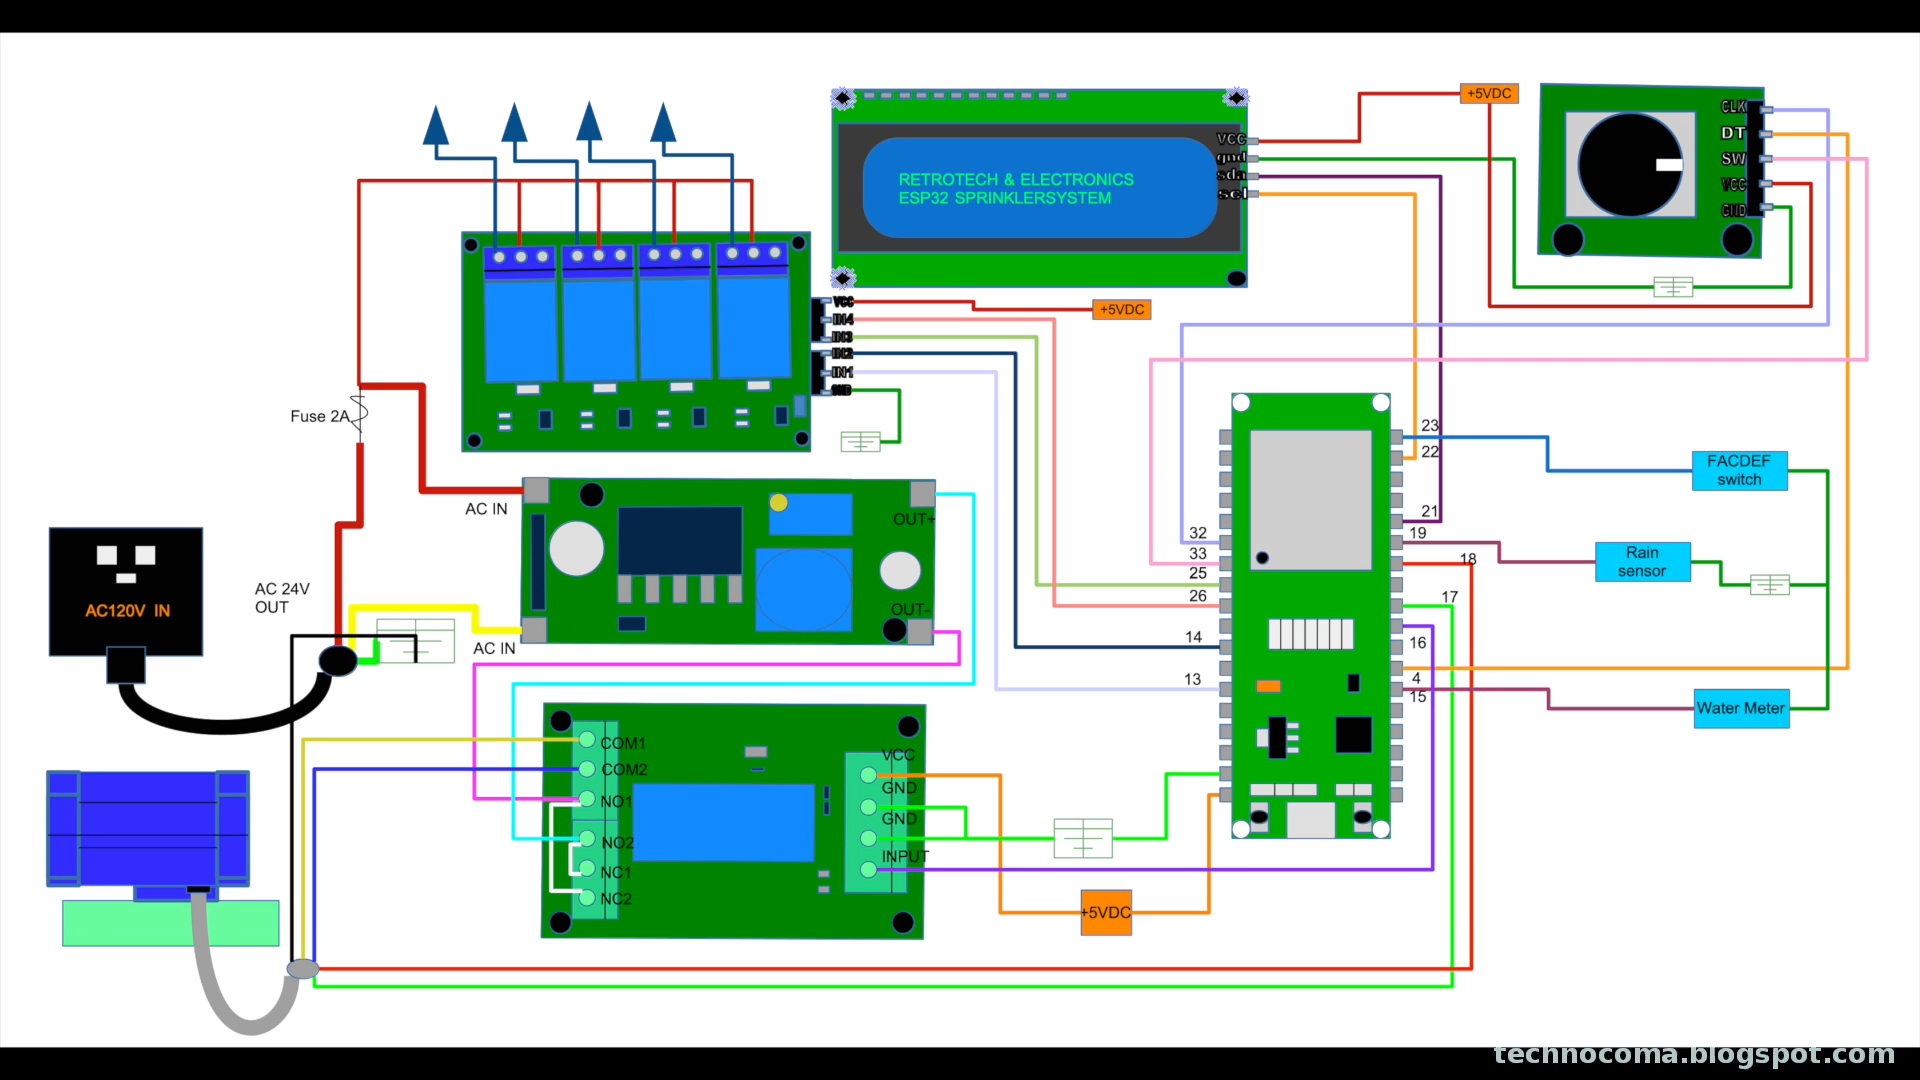 +5VDC
CLK
DT
SW
VCC
GND
VCC
gnd
sda
scl
RETROTECH & ELECTRONICS
ESP32 SPRINKLERSYSTEM
VCC
IN4
IN3
IN2
IN1
GND
+5VDC
Fuse 2A
23
22
FACDEF
switch
AC IN
OUT+
21
19
18
32
33
25
26
Rain
sensor
AC 24V
OUT
AC120V IN
OUT-
17
16
14
AC IN
13
4
15
Water Meter
COM1
COM2
NO1
NO2
NC1
NC2
VCC
GND
GND
INPUT
+5VDC
technocoma.blogspot.com